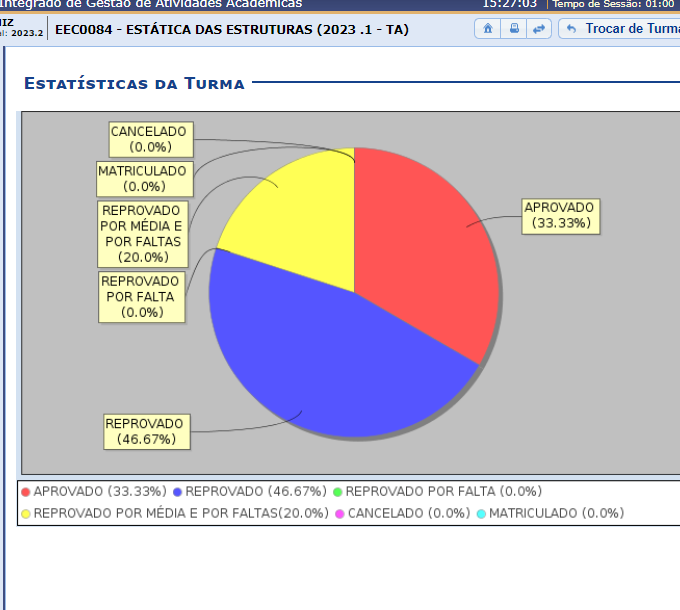 Integrado de Gestão de Atividades Acadêmicas 15:27:03 Tempo de Sessão: 01:00
IZ
al: 2023.2
EEC0084 - ESTÁTICA DAS ESTRUTURAS (2023 .1 - TA)
Trocar de Turma
Estatísticas da Turma
CANCELADO
(0.0%)
MATRICULADO
(0.0%)
REPROVADO
POR MÉDIA E
POR FALTAS
(20.0%)
REPROVADO
POR FALTA
(0.0%)
REPROVADO
(46.67%)
APROVADO
(33.33%)
APROVADO (33.33%) REPROVADO (46.67%) REPROVADO POR FALTA (0.0%)
REPROVADO POR MÉDIA E POR FALTAS(20.0%) CANCELADO (0.0%) MATRICULADO (0.0%)